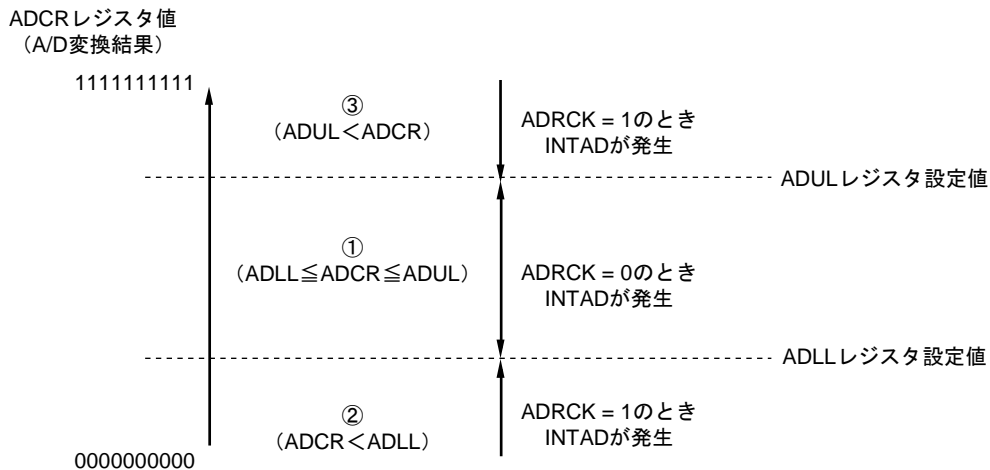 ADCRレジスタ値
（A/D変換結果）
1111111111
③
（ADUL＜ADCR）
ADRCK = 1のとき
INTADが発生
ADULレジスタ設定値
①
（ADLL≦ADCR≦ADUL）
ADRCK = 0のとき
INTADが発生
ADLLレジスタ設定値
②
（ADCR＜ADLL）
ADRCK = 1のとき
INTADが発生
0000000000